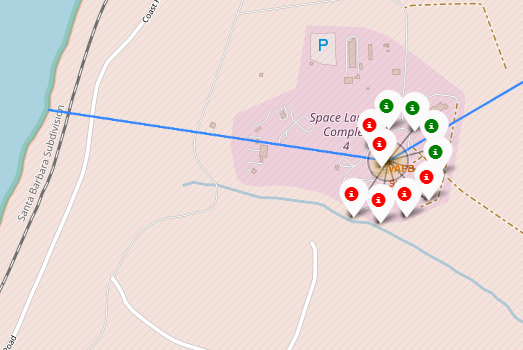 Coast R
P
Space La
Comple
4
VAFB
S
Santa Barbara Subdivision
Road